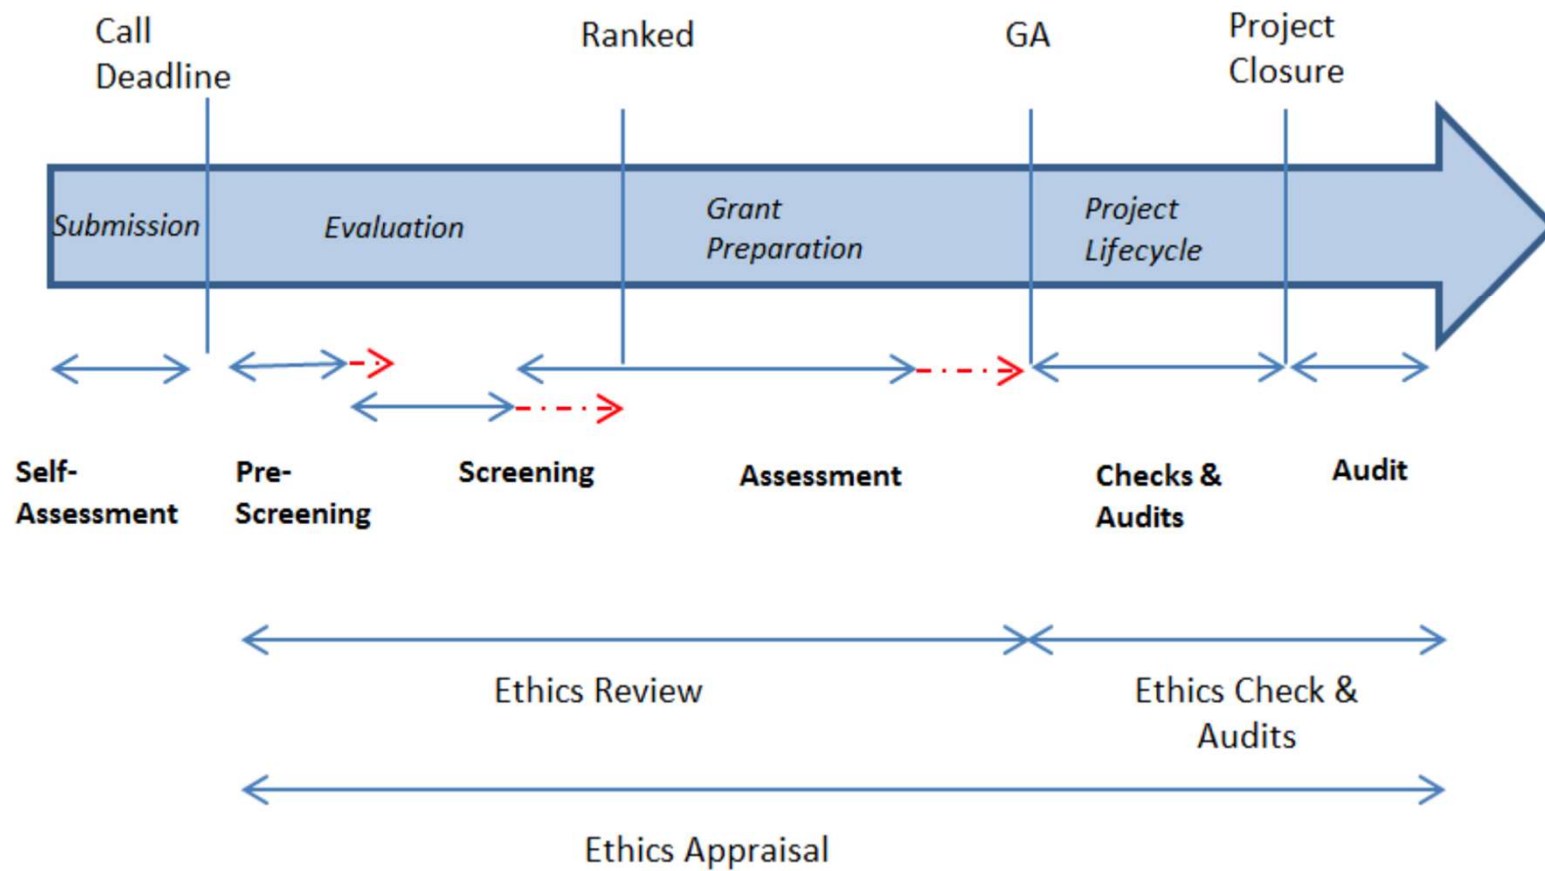 Call
Deadline
Ranked
GA
Project
Closure
Submission
Evaluation
Grant
Preparation
Project
Lifecycle
Self-
Assessment
Pre-
Screening
Screening
Assessment
Checks &
Audits
Audit
Ethics Review
Ethics Check &
Audits
Ethics Appraisal